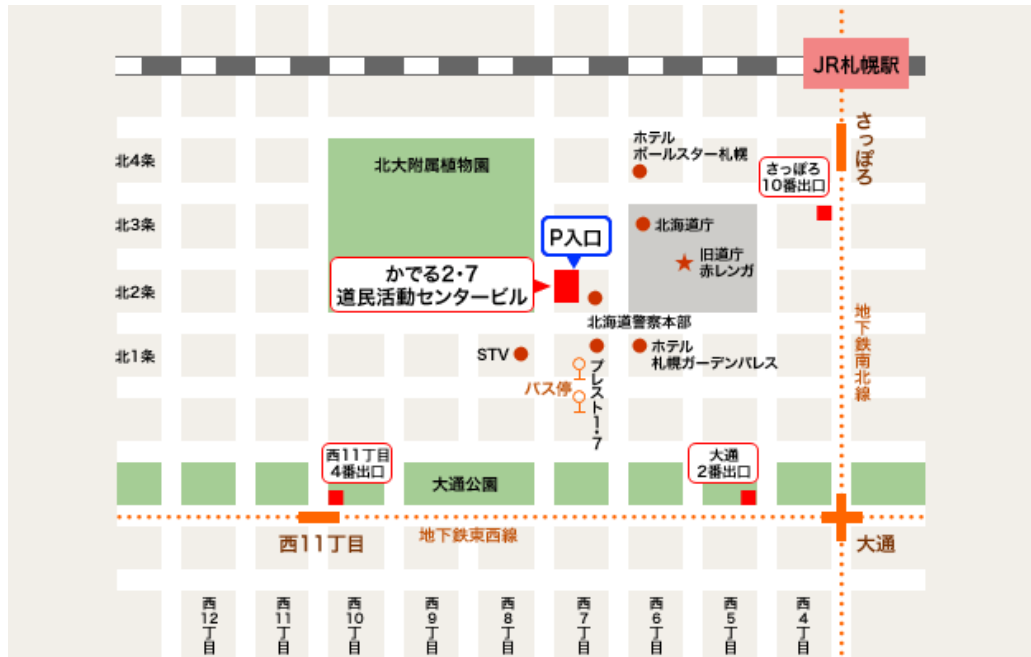 JR札幌駅
さっぽろ
ホテル
ポールスター札幌
さっぽろ
10番出口
北4条
北大附属植物園
北3条
P入口
北海道庁
旧道庁
赤レンガ
かでる2・7
道民活動センタービル
北2条
北海道警察本部
地下鉄南北線
北1条
STV
ホテル
札幌ガーデンパレス
プレスト1・7
バス停
西11丁目
4番出口
大通公園
大通
2番出口
地下鉄東西線
西11丁目
大通
西12丁目
西11丁目
西10丁目
西9丁目
西8丁目
西7丁目
西6丁目
西5丁目
西4丁目